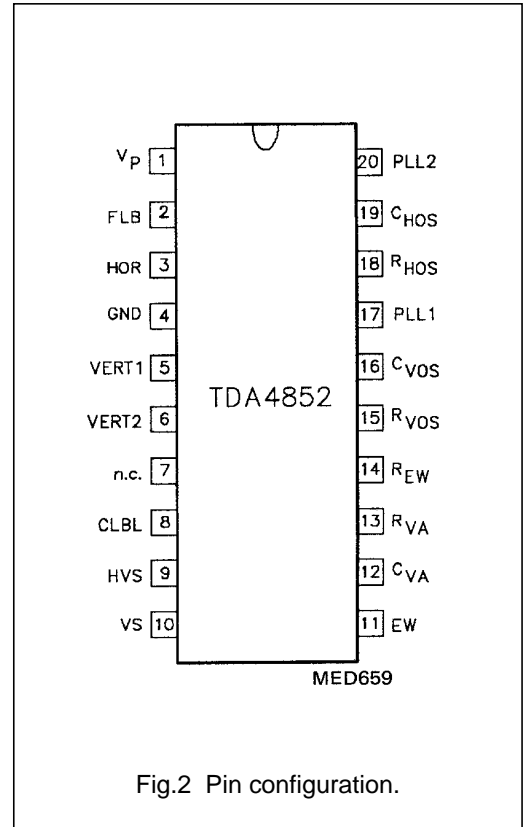 VP 1 20 PLL2
FLB 2 19 CHOS
HOR 3 18 RHOS
GND 4 17 PLL1
VERT1 5 16 CVOS
TDA4852
VERT2 6 15 RVOS
n.c. 7 14 REW
CLBL 8 13 RVA
HVS 9 12 CVA
VS 10 11 EW
MED659
Fig.2 Pin configuration.